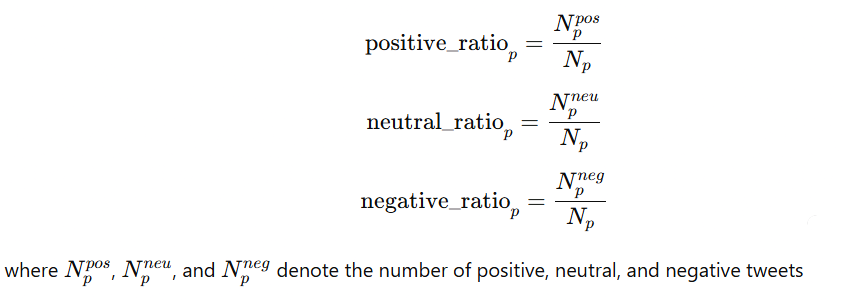 positive_ratio_p = N_p^{pos} / N_p
neutral_ratio_p = N_p^{neu} / N_p
negative_ratio_p = N_p^{neg} / N_p
where N_p^{pos}, N_p^{neu}, and N_p^{neg} denote the number of positive, neutral, and negative tweets